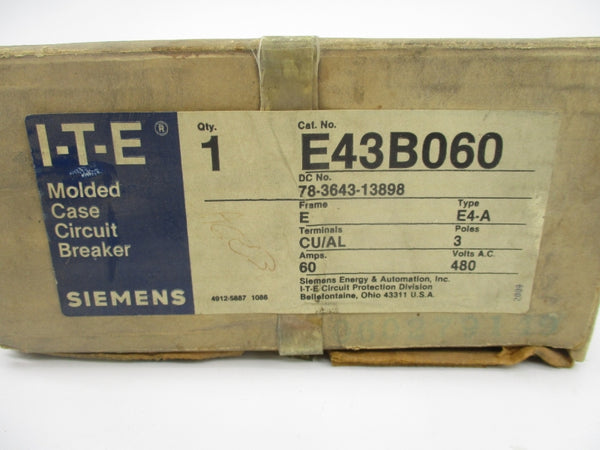 I-T-E®
Molded
Case
Circuit
Breaker
SIEMENS
Qty.
1
Cat. No.
E43B060
DC No.
78-3643-13898
Frame Type
E E4-A
Terminals Poles
CU/AL 3
Amps. Volts A.C.
60 480
Siemens Energy & Automation, Inc.
I-T-E Circuit Protection Division
Bellefontaine, Ohio 43311 U.S.A.
4912-5887 1086